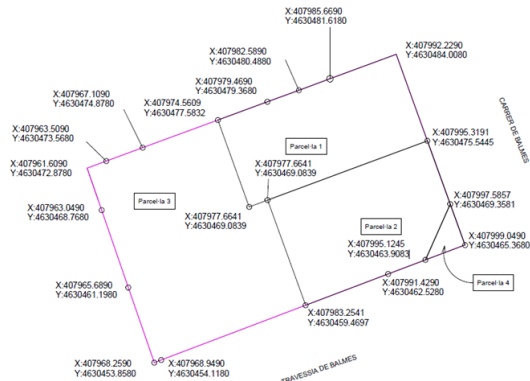 X:407985.6690
Y:4630481.6180
X:407992.2290
Y:4630484.0080
X:407982.5890
Y:4630480.4880
X:407979.4690
Y:4630479.3680
X:407967.1090
Y:4630474.8780
X:407974.5609
Y:4630477.5832
CARRER DE BALMES
X:407963.5090
Y:4630473.5680
X:407995.3191
Y:4630475.5445
Parcel·la 1
X:407961.6090
Y:4630472.8780
X:407977.6641
Y:4630469.0839
Parcel·la 3
X:407997.5857
Y:4630469.3581
X:407963.0490
Y:4630468.7680
X:407977.6641
Y:4630469.0839
Parcel·la 2
X:407995.1245
Y:4630463.9083
X:407999.0490
Y:4630465.3680
X:407965.6890
Y:4630461.1980
X:407991.4290
Y:4630462.5280
Parcel·la 4
X:407983.2541
Y:4630459.4697
X:407968.2590
Y:4630453.8580
X:407968.9490
Y:4630454.1180
TRAVESSIA DE BALMES